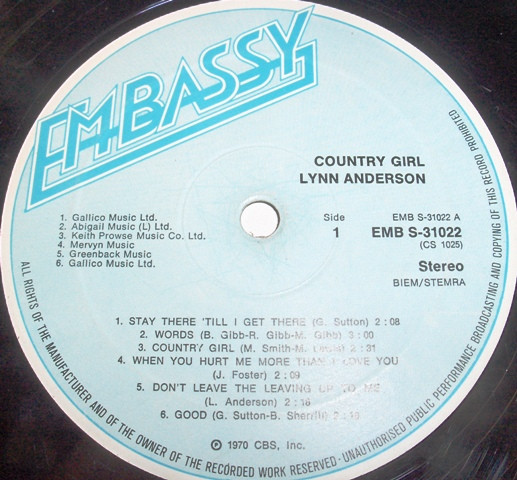 EMBASSY
COUNTRY GIRL
LYNN ANDERSON
1. Gallico Music Ltd.
2. Abigail Music (L) Ltd.
3. Keith Prowse Music Co. Ltd.
4. Mervyn Music
5. Greenback Music
6. Gallico Music Ltd.
Side
1
EMB S-31022 A
EMB S-31022
(CS 1025)
Stereo
BIEM/STEMRA
1. STAY THERE 'TILL I GET THERE (G. Sutton) 2:08
2. WORDS (B. Gibb-R. Gibb-M. Gibb) 3:00
3. COUNTRY GIRL (M. Smith-M. 2:31
4. WHEN YOU HURT ME MORE THAN I LOVE YOU
(J. Foster) 2:09
5. DON'T LEAVE THE LEAVING UP TO ME
(L. Anderson) 2:16
6. GOOD (G. Sutton-B. Sherrill)
℗ 1970 CBS, Inc.
ALL RIGHTS OF THE MANUFACTURER AND OF THE OWNER OF THE RECORDED WORK RESERVED-UNAUTHORISED PUBLIC PERFORMANCE BROADCASTING AND COPYING OF THIS RECORD PROHIBITED